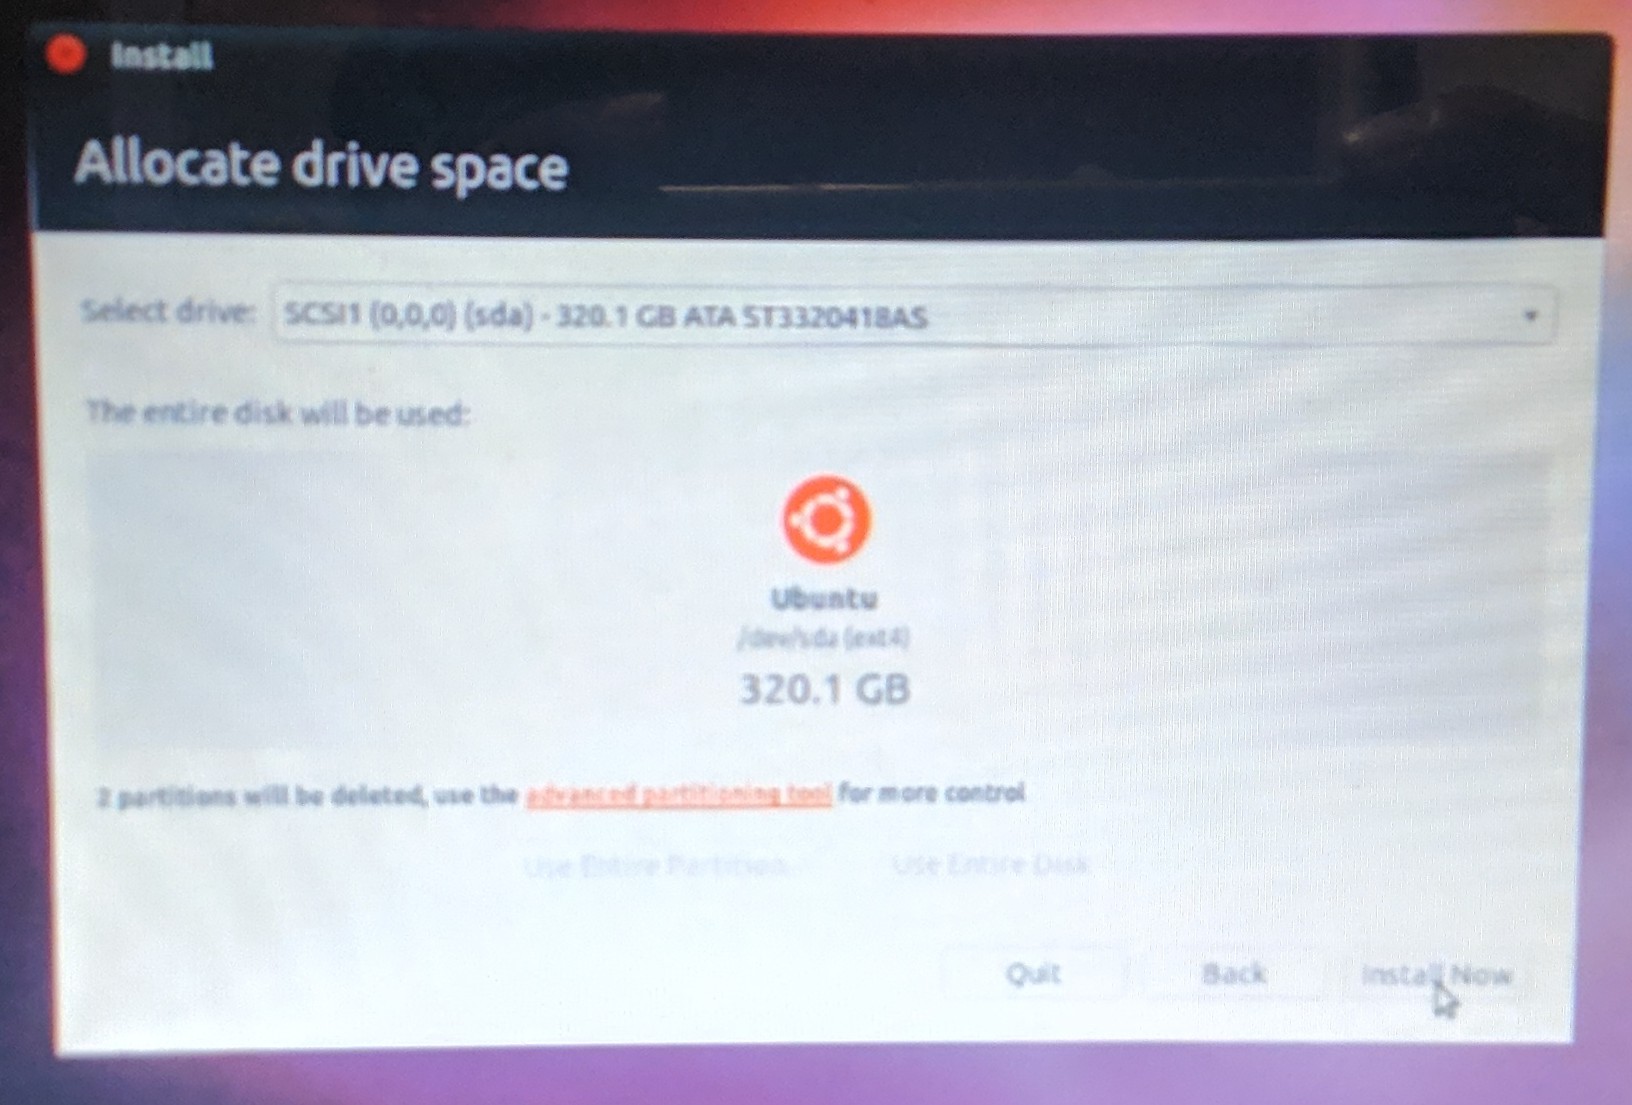 Install
Allocate drive space
Select drive: SCSI1 (0,0,0) (sda) - 320.1 GB ATA ST3320418AS
The entire disk will be used:
Ubuntu
/dev/sda (ext4)
320.1 GB
2 partitions will be deleted, use the advanced partitioning tool for more control
Use Entire Partition Use Entire Disk
Quit Back Install Now